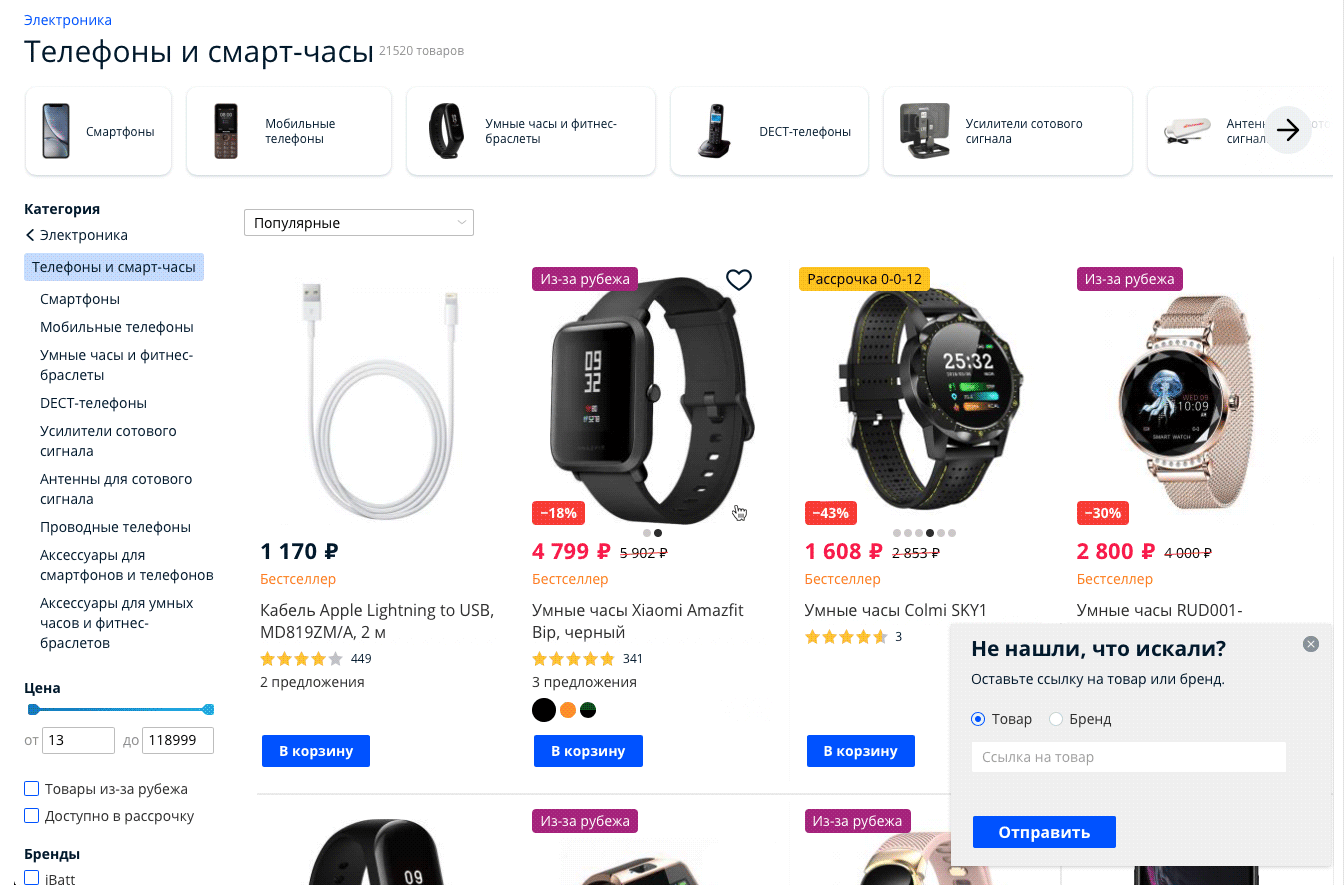 Электроника
Телефоны и смарт-часы 21520 товаров
Смартфоны
Мобильные
телефоны
Умные часы и фитнес-
браслеты
DECT-телефоны
Усилители сотового
сигнала
Категория
Электроника
Телефоны и смарт-часы
Смартфоны
Мобильные телефоны
Умные часы и фитнес-
браслеты
DECT-телефоны
Усилители сотового
сигнала
Антенны для сотового
сигнала
Проводные телефоны
Аксессуары для
смартфонов и телефонов
Аксессуары для умных
часов и фитнес-
браслетов
Цена
от 13 до 118999
Товары из-за рубежа
Доступно в рассрочку
Бренды
iBatt
Популярные
1 170 ₽
Бестселлер
Кабель Apple Lightning to USB,
MD819ZM/A, 2 м
449
2 предложения
В корзину
Из-за рубежа
09
32
−18%
4 799 ₽ 5 902 ₽
Бестселлер
Умные часы Xiaomi Amazfit
Bip, черный
341
3 предложения
В корзину
Рассрочка 0-0-12
25:32
−43%
1 608 ₽ 2 853 ₽
Бестселлер
Умные часы Colmi SKY1
3
В корзину
Из-за рубежа
WED 09
10:09
SMART WATCH
−30%
2 800 ₽ 4 000 ₽
Бестселлер
Умные часы RUD001-
09
Из-за рубежа
Из-за рубежа
Не нашли, что искали?
Оставьте ссылку на товар или бренд.
Товар Бренд
Ссылка на товар
Отправить